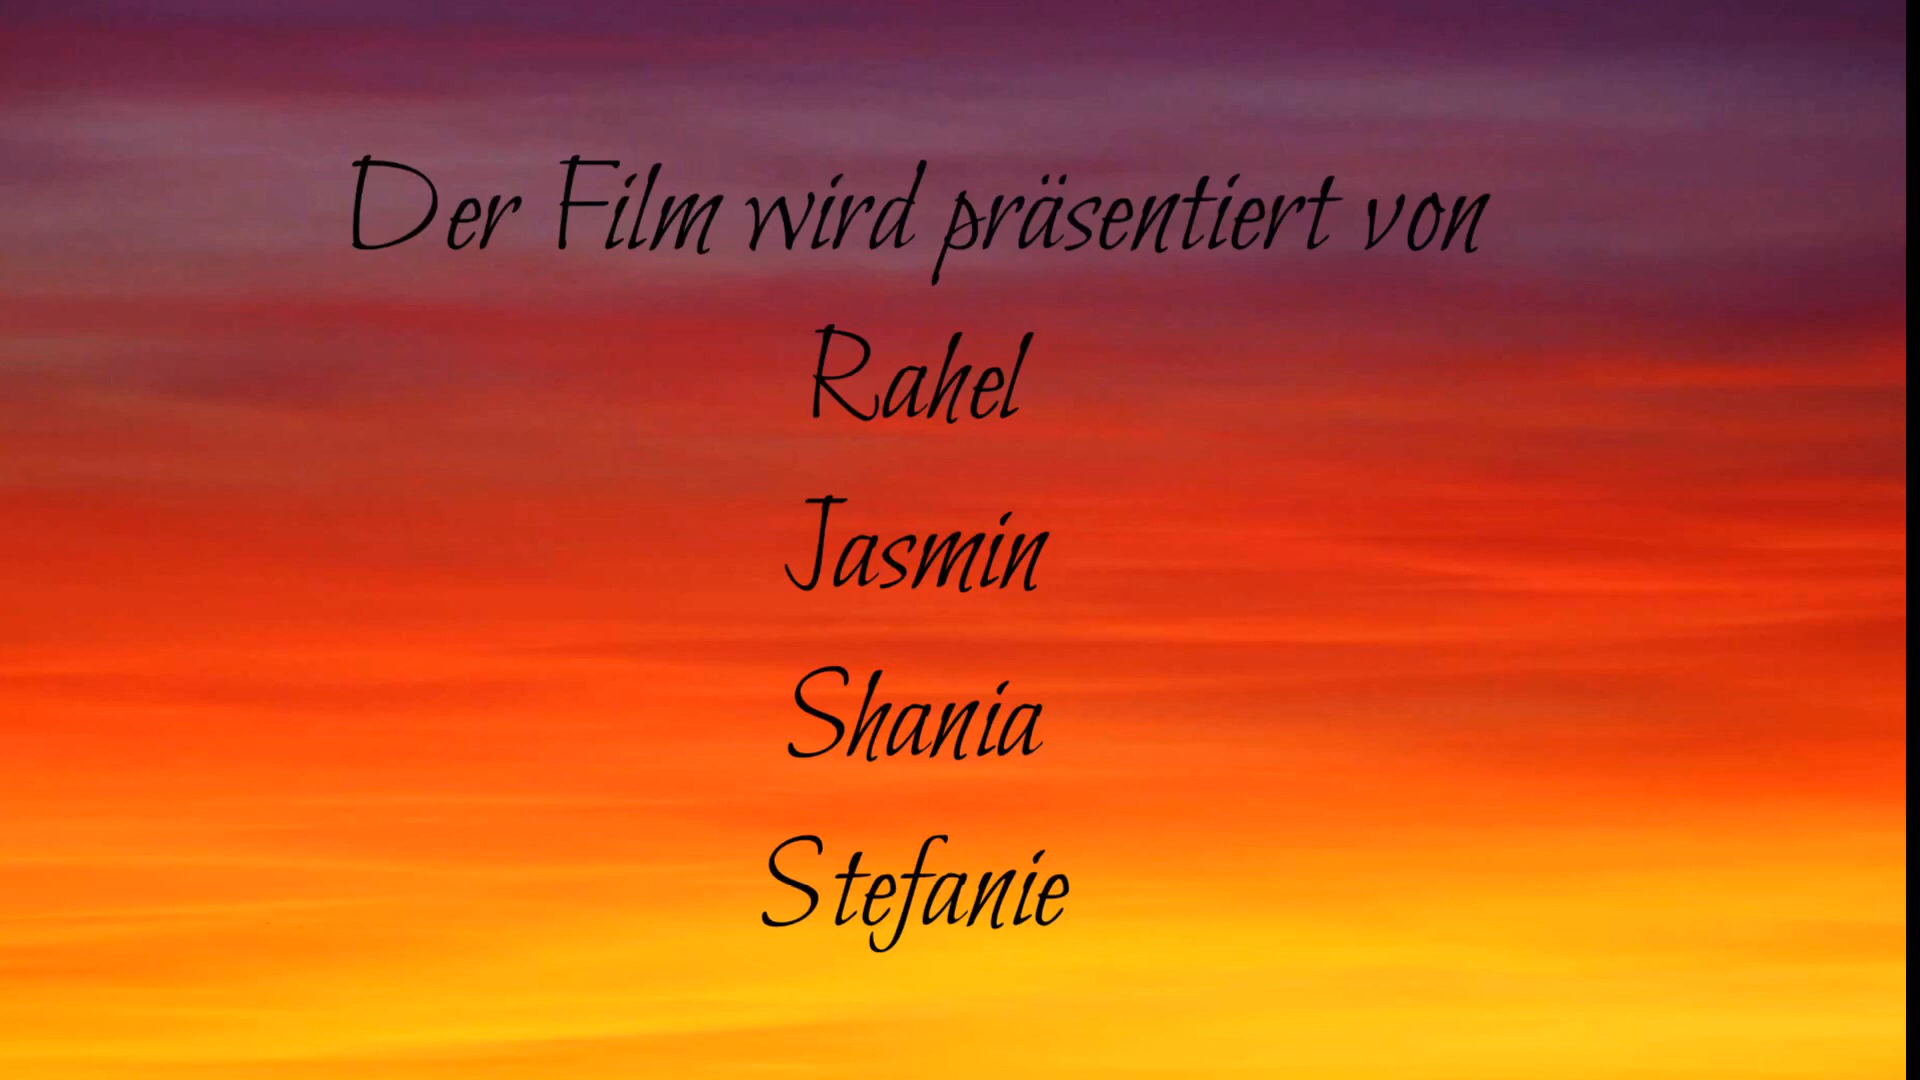 Der Film wird präsentiert von
Rahel
Jasmin
Shania
Stefanie